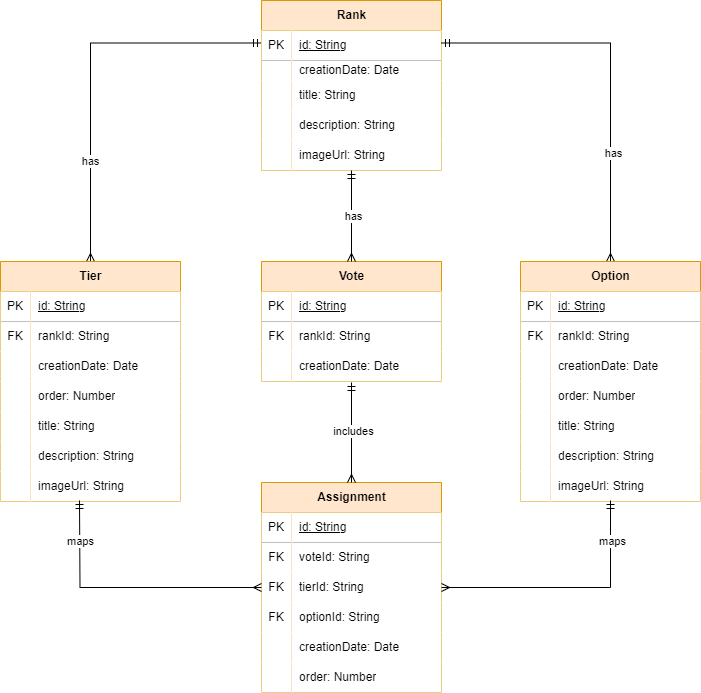 Rank
PK id: String
creationDate: Date
title: String
description: String
imageUrl: String
has
has
has
Tier
PK id: String
FK rankId: String
creationDate: Date
order: Number
title: String
description: String
imageUrl: String
Vote
PK id: String
FK rankId: String
creationDate: Date
Option
PK id: String
FK rankId: String
creationDate: Date
order: Number
title: String
description: String
imageUrl: String
includes
maps
maps
Assignment
PK id: String
FK voteId: String
FK tierId: String
FK optionId: String
creationDate: Date
order: Number